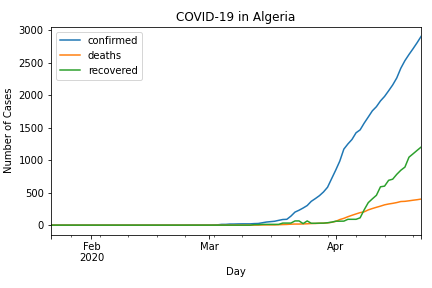 COVID-19 in Algeria
confirmed
deaths
recovered
Number of Cases
3000
2500
2000
1500
1000
500
0
Feb
2020
Mar
Apr
Day